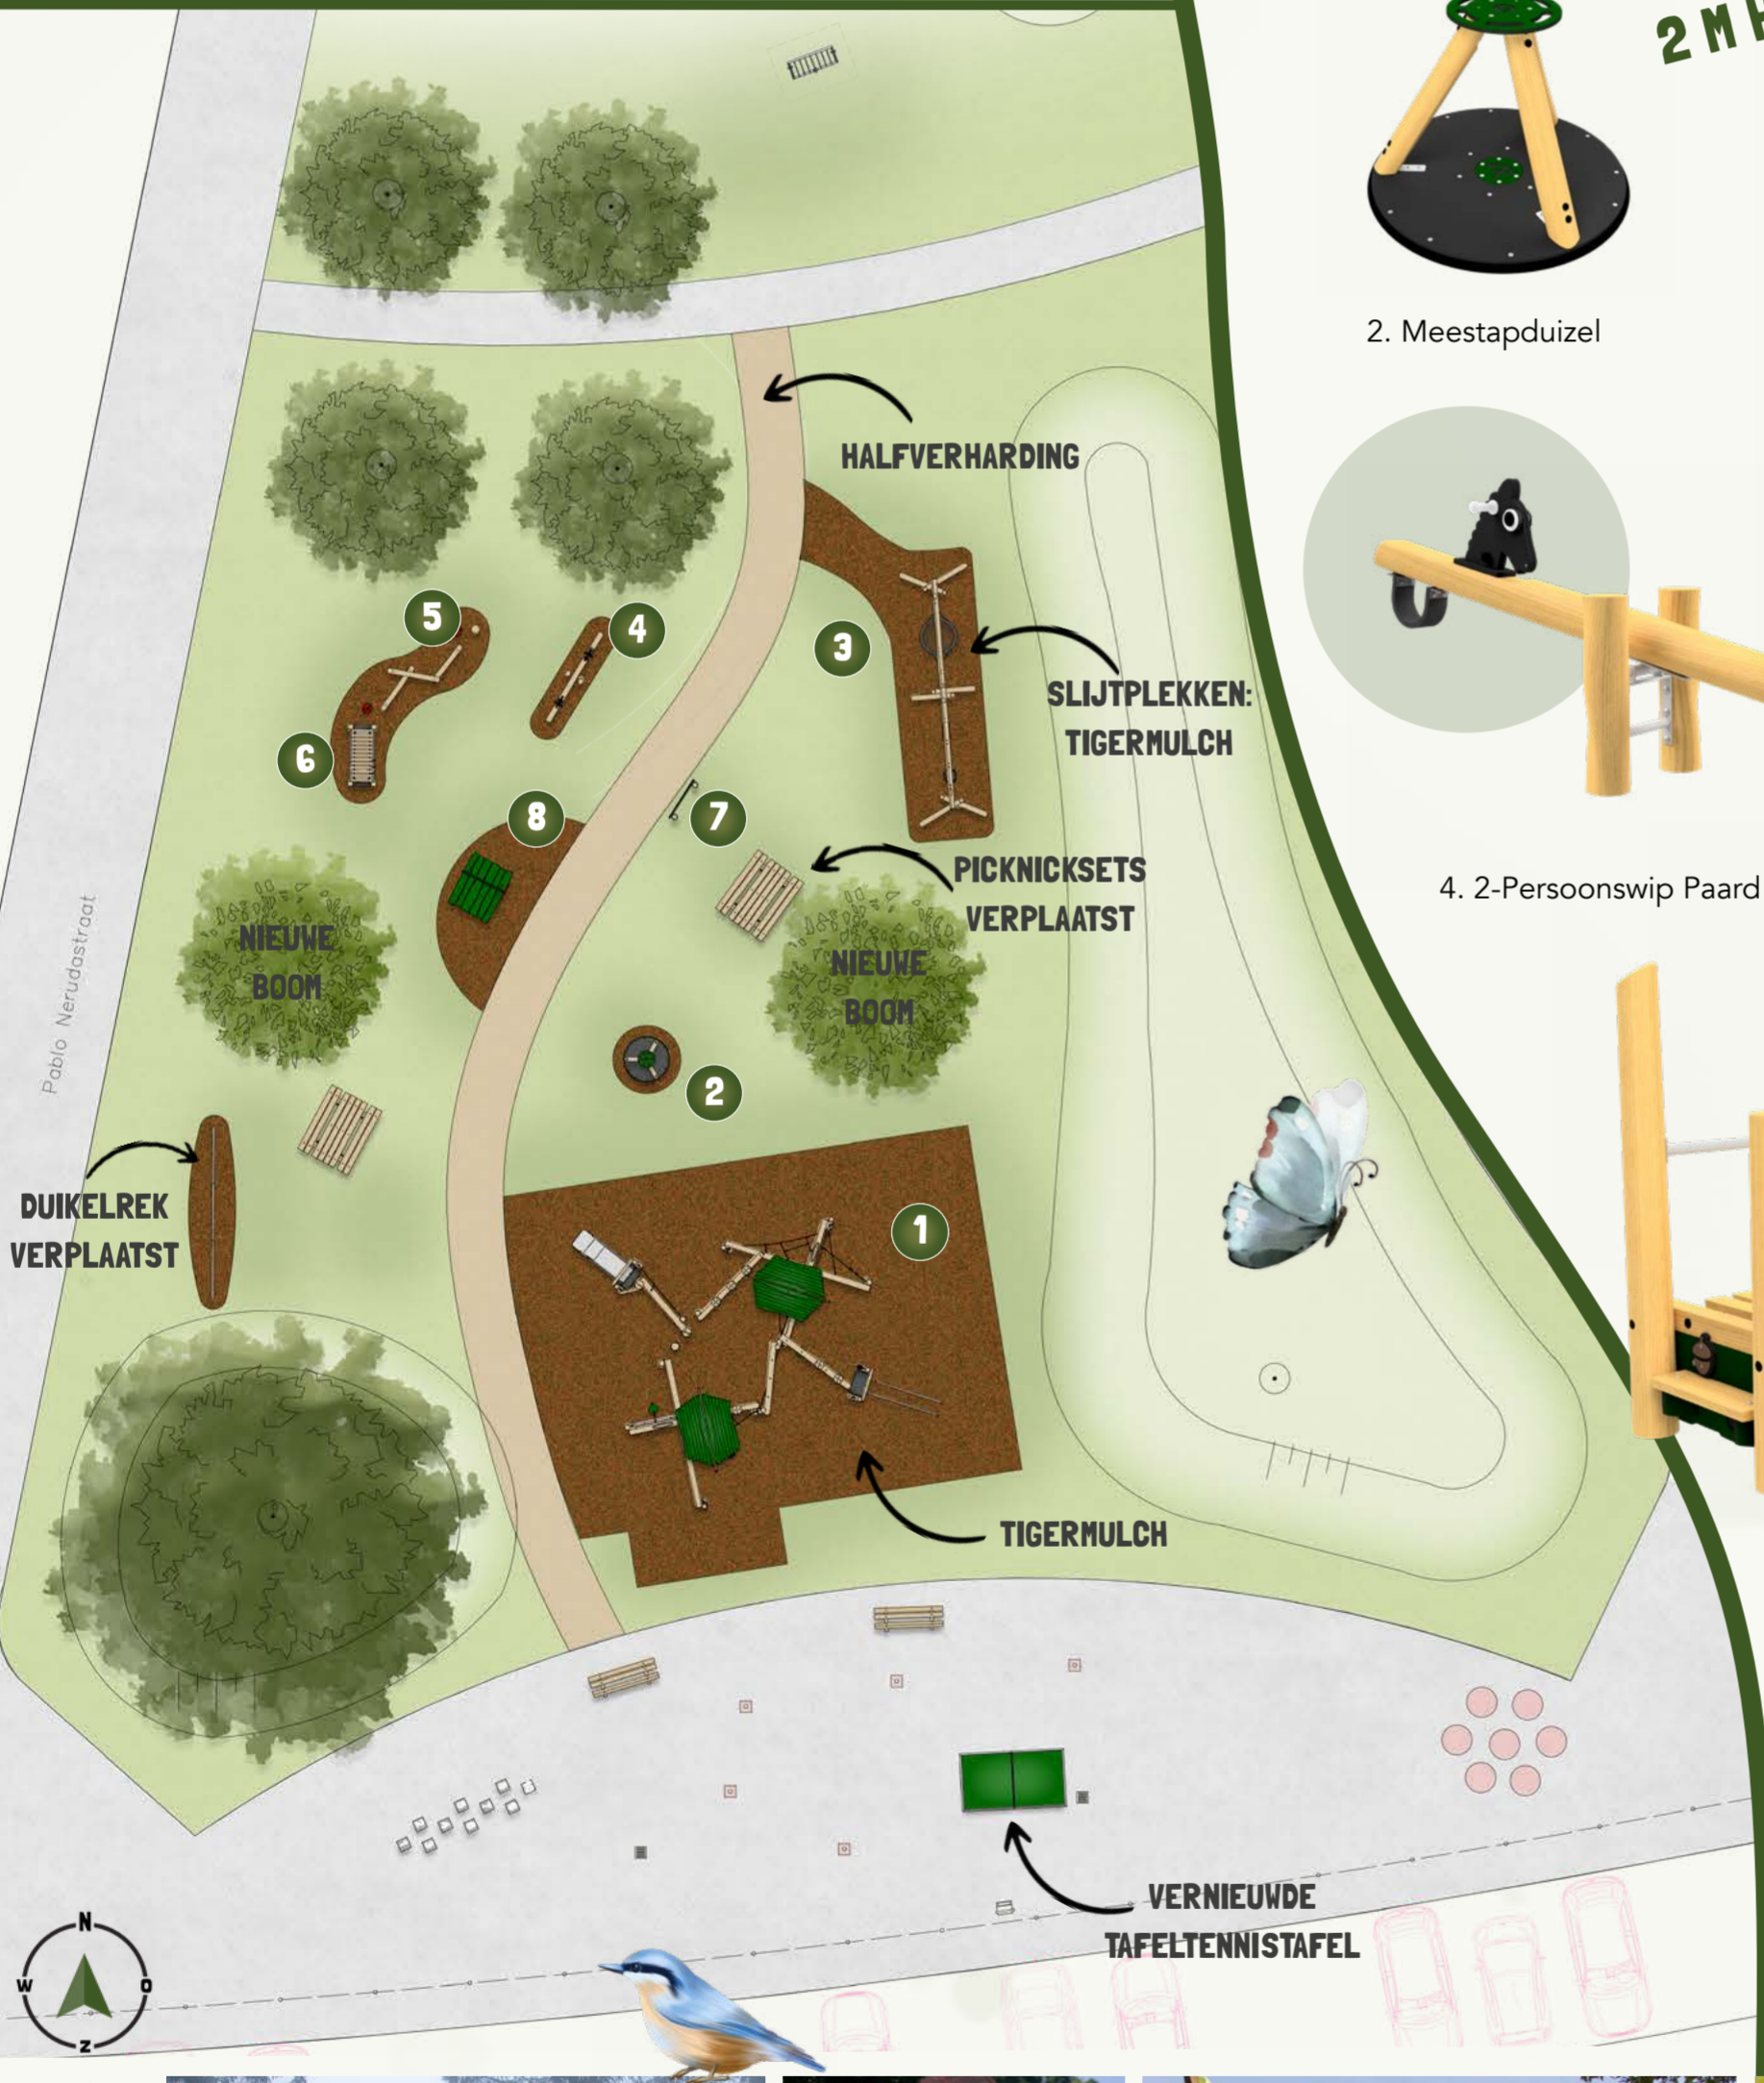 2 M
2. Meestapduizel
HALFVERHARDING
5
4
3
SLIJTPLEKKEN:
TIGERMULCH
6
8
7
PICKNICKSETS
VERPLAATST
4. 2-Persoonswip Paard
NIEUWE
BOOM
NIEUWE
BOOM
Pablo Nerudastraat
2
DUIKELREK
VERPLAATST
1
TIGERMULCH
VERNIEUWDE
TAFELTENNISTAFEL
N
W
O
Z